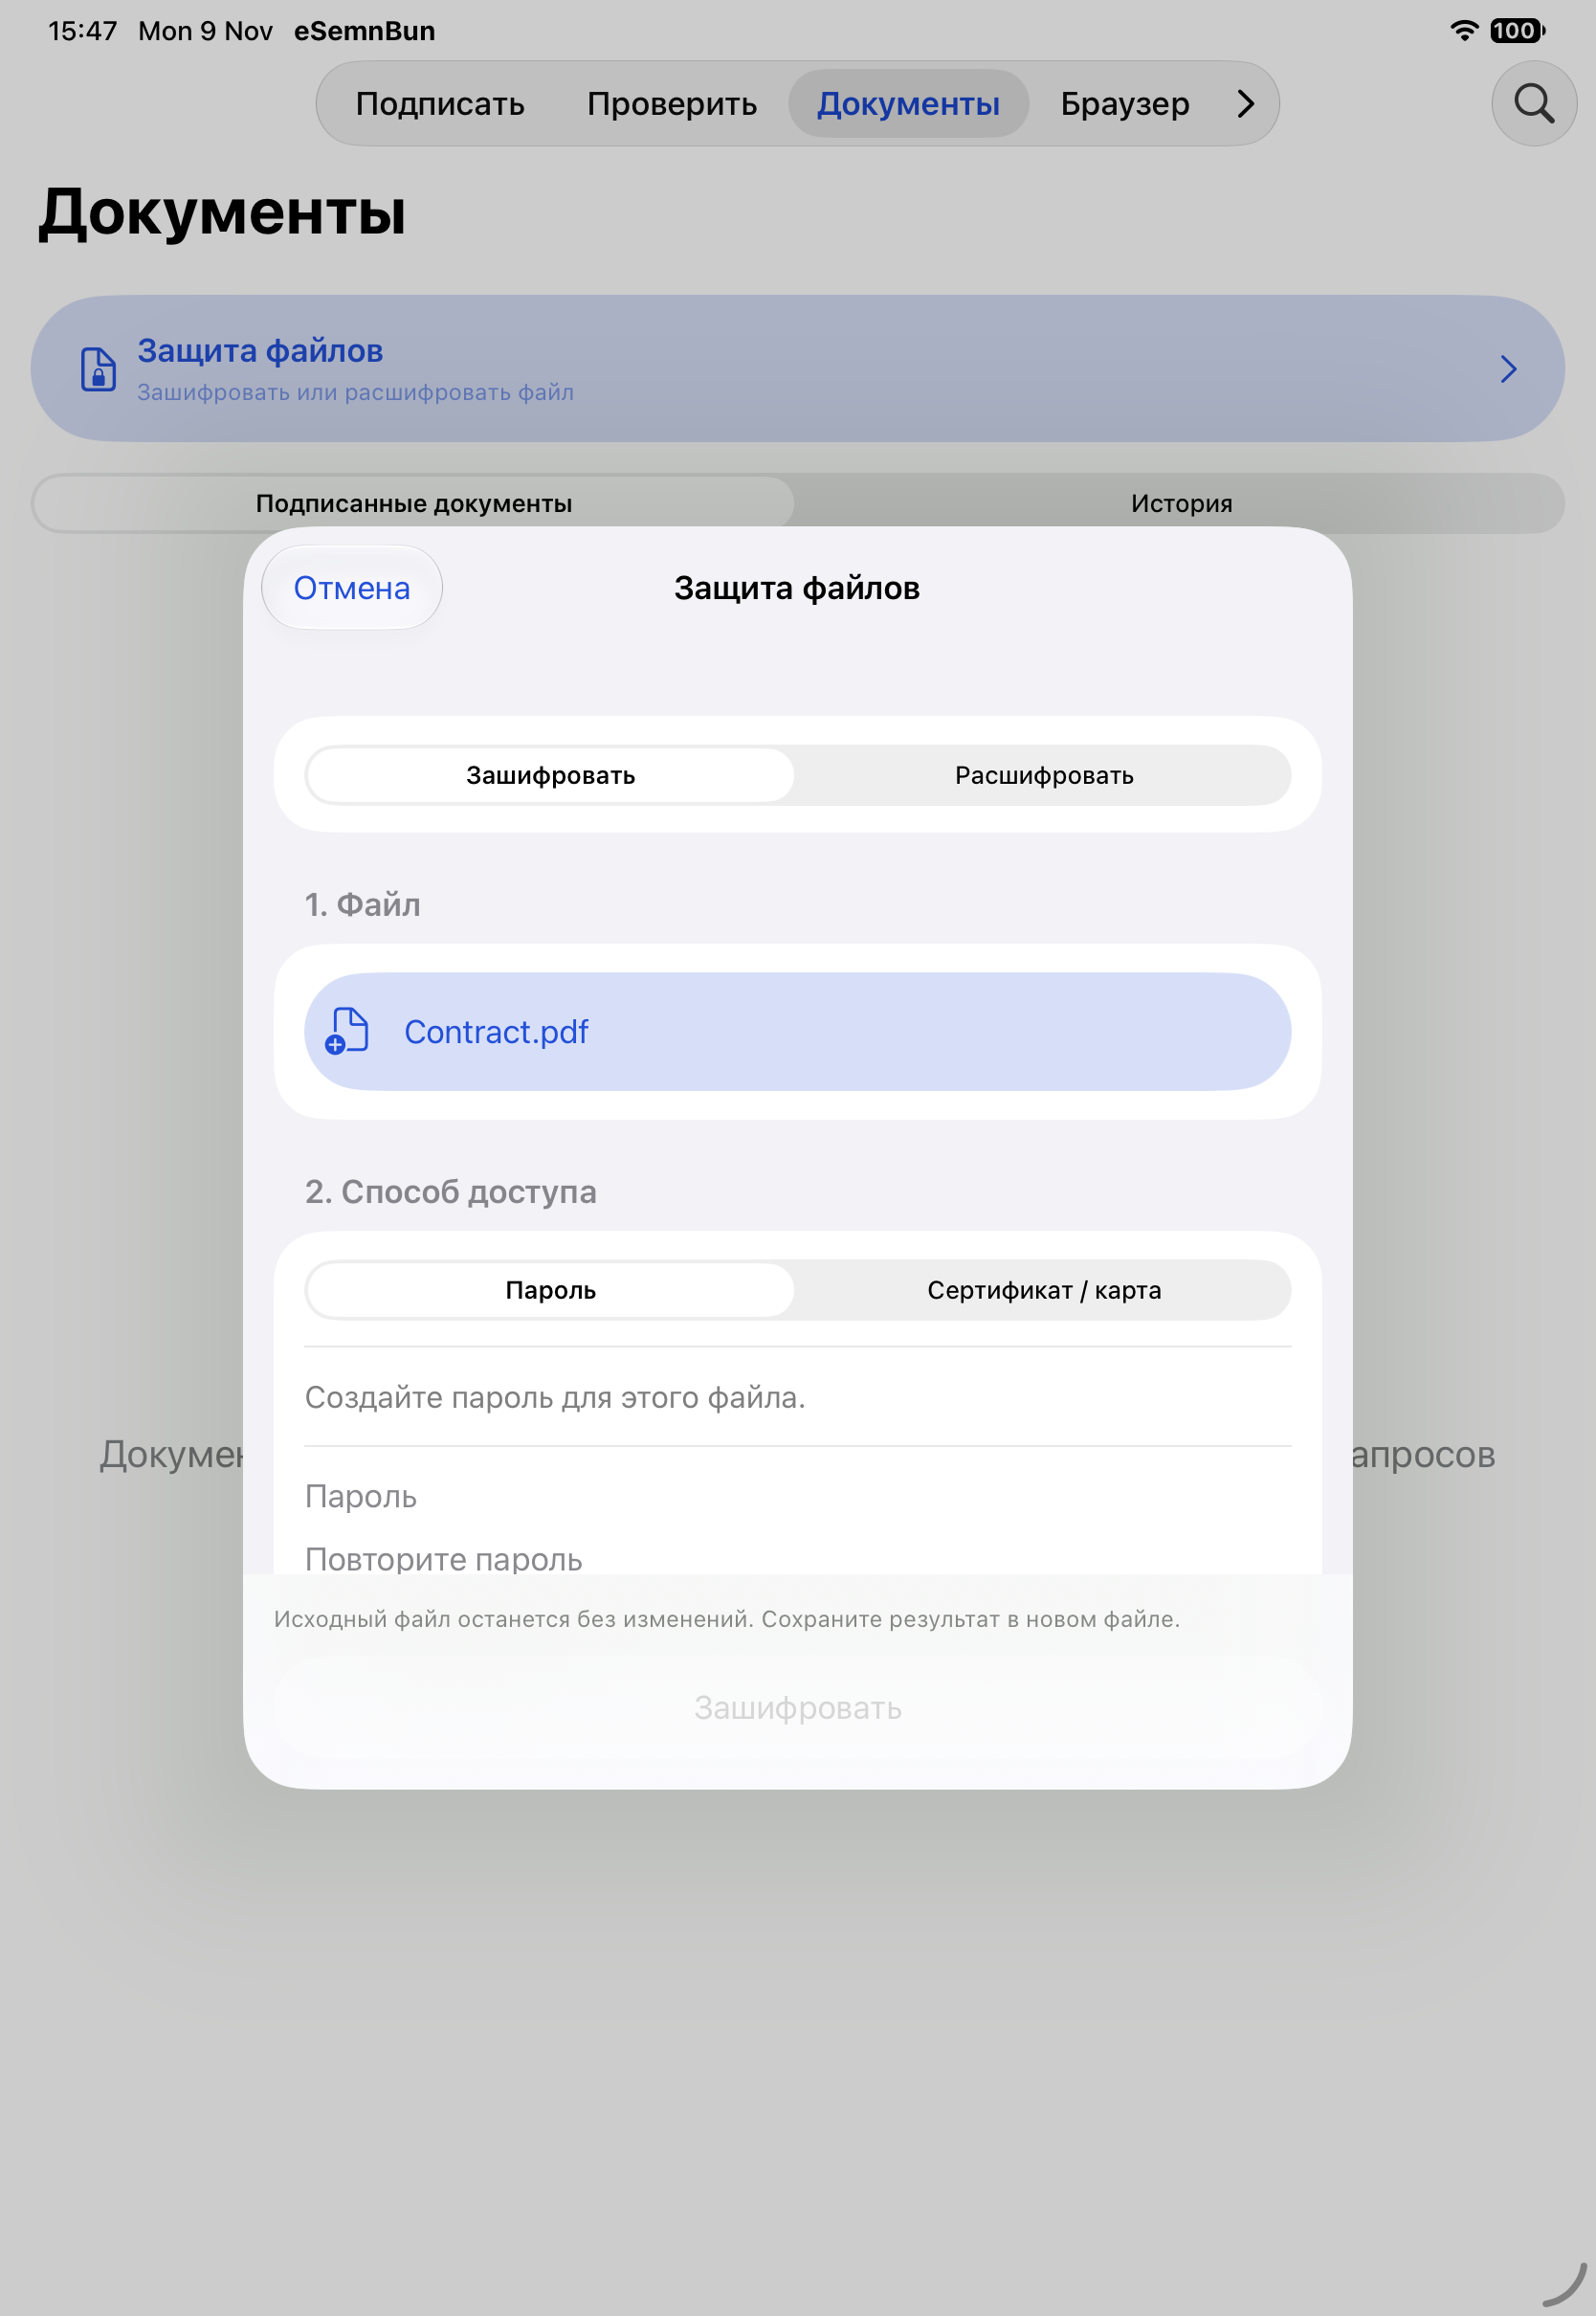 15:47 Mon 9 Nov eSemnBun 100
Подписать Проверить Документы Браузер
Документы
Защита файлов
Зашифровать или расшифровать файл
Подписанные документы История
Отмена Защита файлов
Зашифровать Расшифровать
1. Файл
Contract.pdf
2. Способ доступа
Пароль Сертификат / карта
Создайте пароль для этого файла.
Пароль
Повторите пароль
Исходный файл останется без изменений. Сохраните результат в новом файле.
Зашифровать